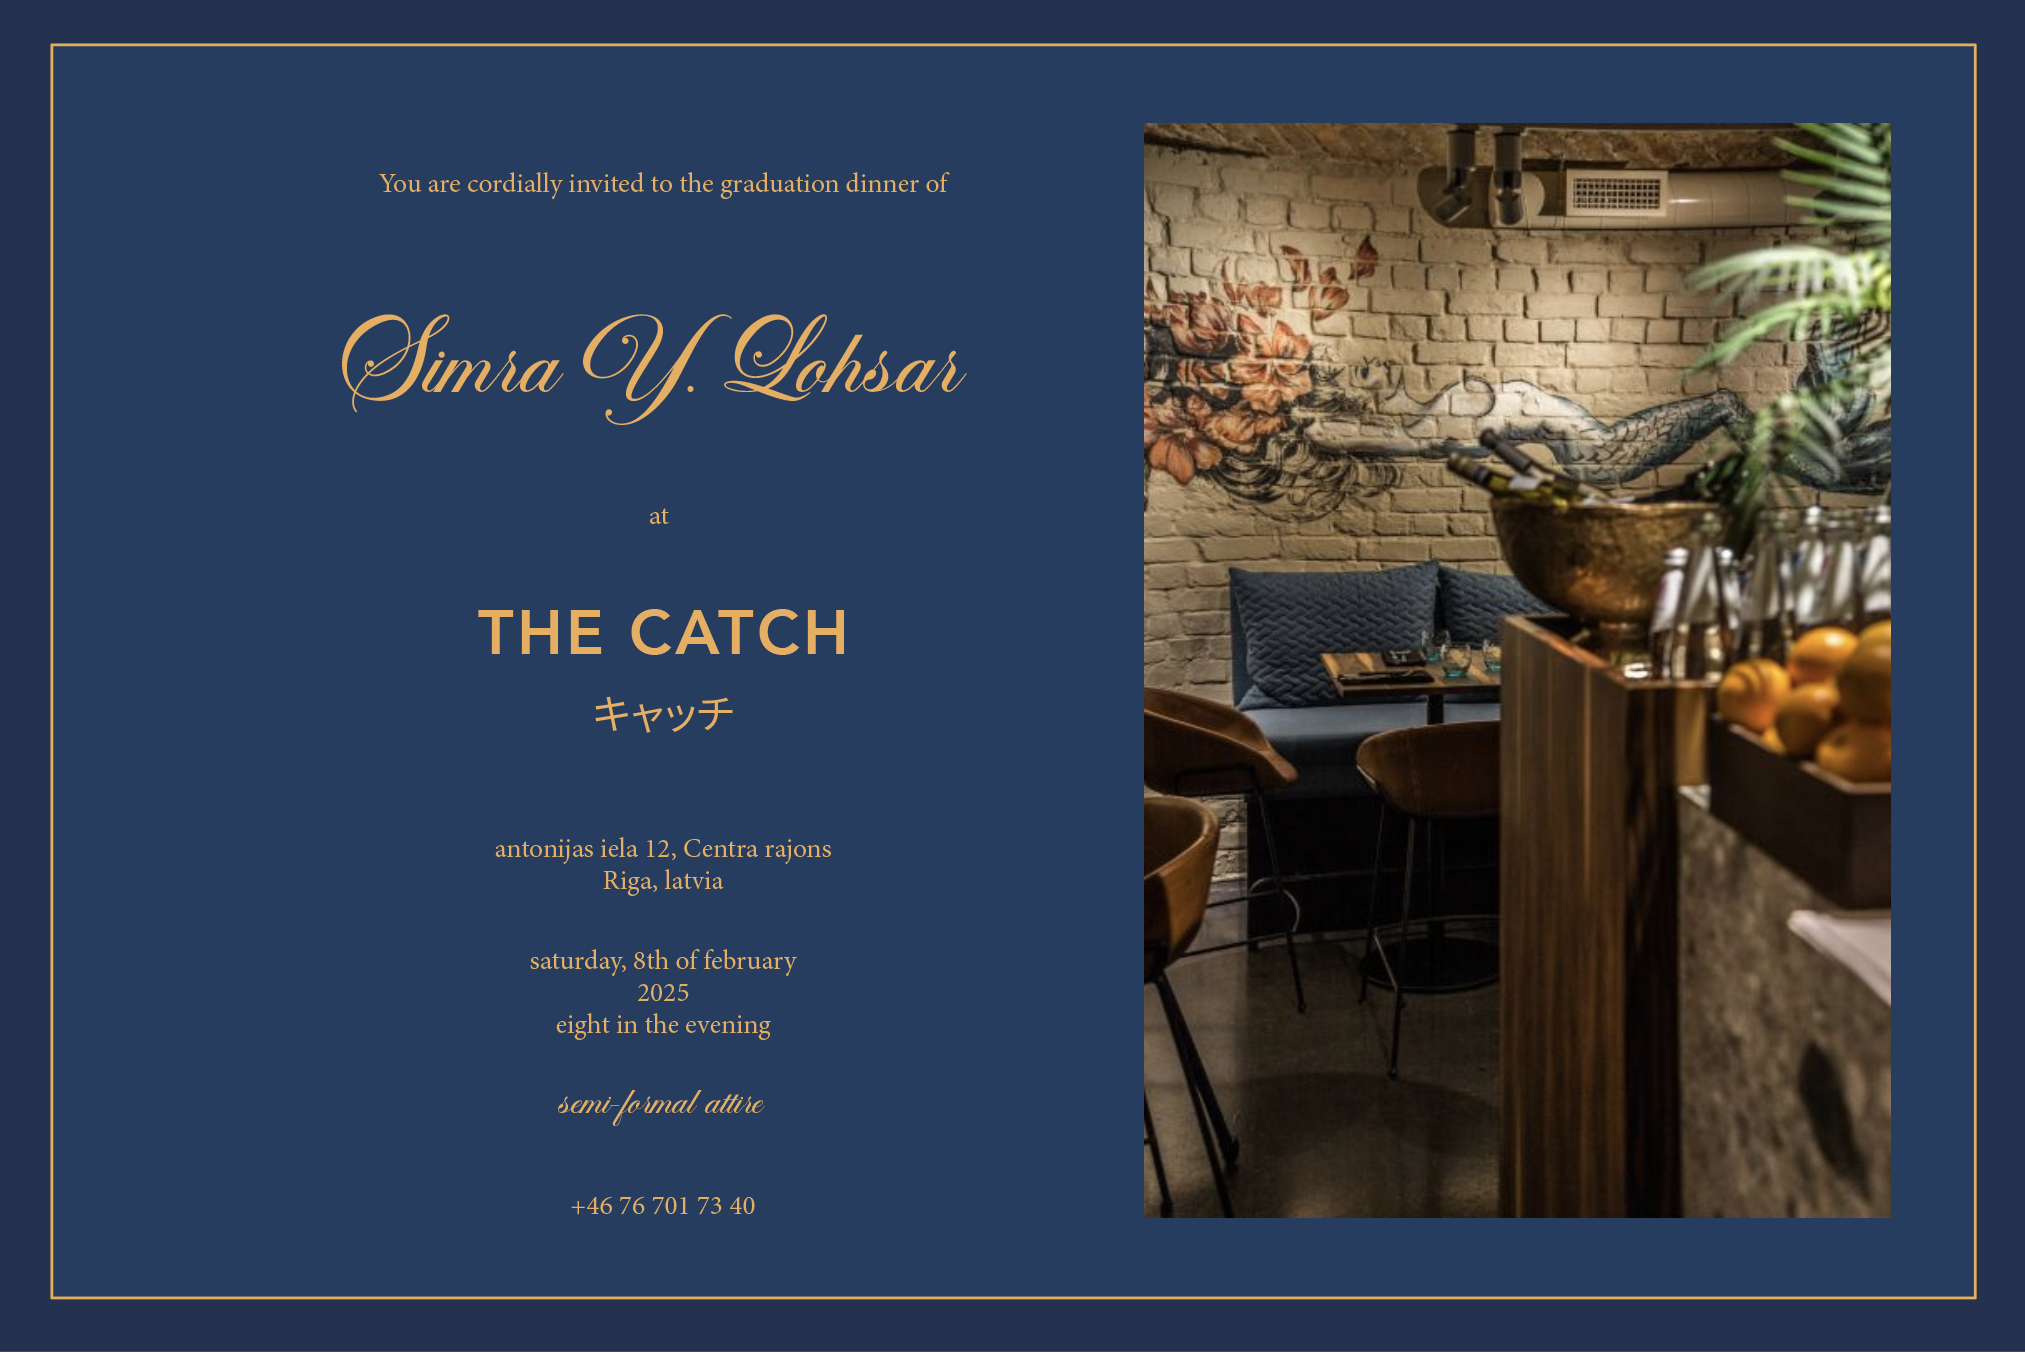 You are cordially invited to the graduation dinner of
Simra Y. Lohsar
at
THE CATCH
キャッチ
antonijas iela 12, Centra rajons
Riga, latvia
saturday, 8th of february
2025
eight in the evening
semi-formal attire
+46 76 701 73 40